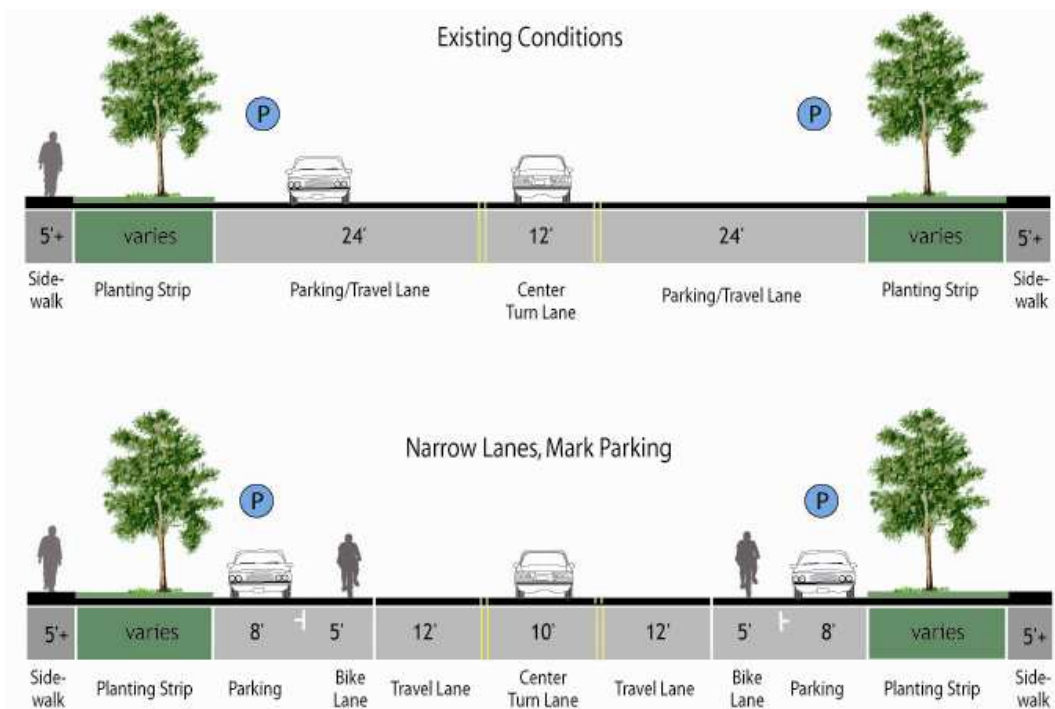 Existing Conditions
P P
5'+ varies 24' 12' 24' varies 5'+
Side-
walk
Planting Strip
Parking/Travel Lane
Center
Turn Lane
Parking/Travel Lane
Planting Strip
Side-
walk
Narrow Lanes, Mark Parking
P P
5'+ varies 8' 5' 12' 10' 12' 5' 8' varies 5'+
Side-
walk
Planting Strip
Parking
Bike
Lane
Travel Lane
Center
Turn Lane
Travel Lane
Bike
Lane
Parking
Planting Strip
Side-
walk